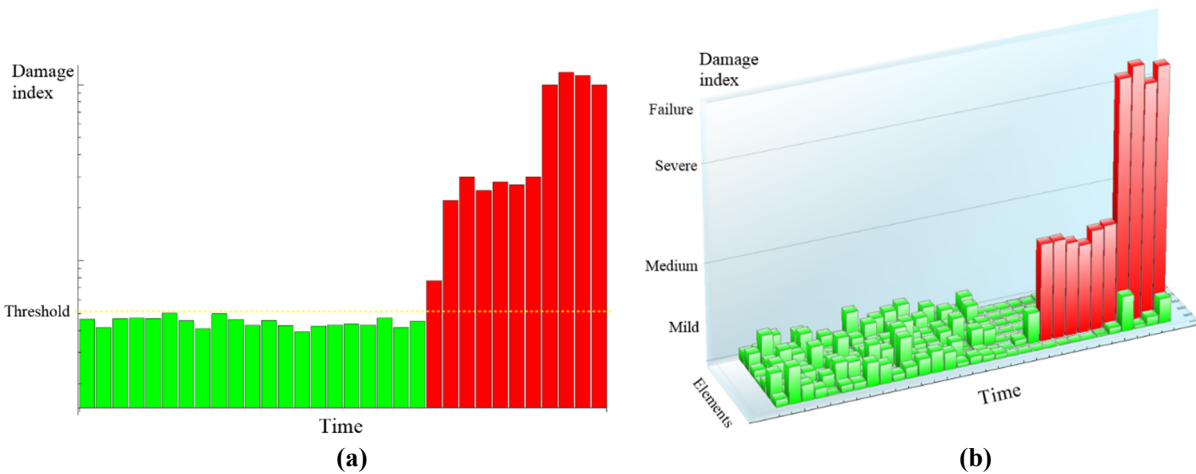 Damage
index
Threshold
Time
(a)
Damage
index
Failure
Severe
Medium
Mild
Elements
Time
(b)